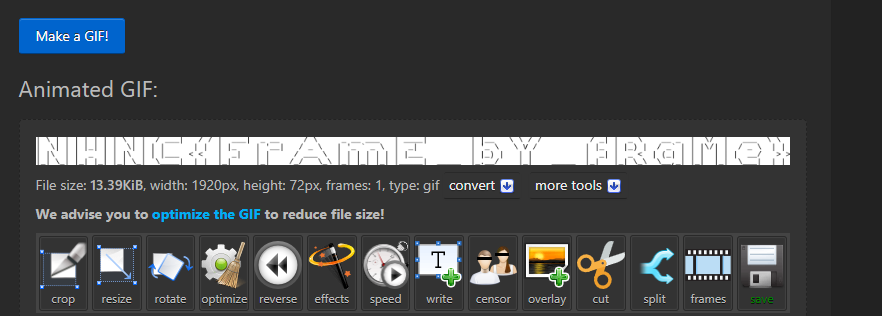 Make a GIF!
Animated GIF:
NHNC{{FrAmE_bY_fRaMe}}
File size: 13.39KiB, width: 1920px, height: 72px, frames: 1, type: gif convert more tools
We advise you to optimize the GIF to reduce file size!
crop resize rotate optimize reverse effects speed write censor overlay cut split frames save